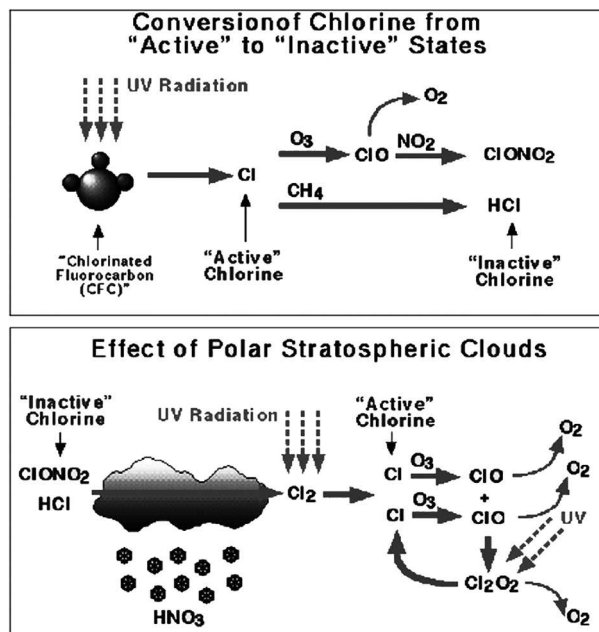 Conversionof Chlorine from
"Active" to "Inactive" States
UV Radiation
O2
O3
ClO
NO2
ClONO2
Cl
CH4
HCl
"Chlorinated
Fluorocarbon
(CFC)"
"Active"
Chlorine
"Inactive"
Chlorine
Effect of Polar Stratospheric Clouds
"Inactive"
Chlorine
UV Radiation
"Active"
Chlorine
O2
ClONO2
HCl
Cl2
Cl
O3
ClO
O2
+
Cl
O3
ClO
UV
Cl2O2
O2
HNO3